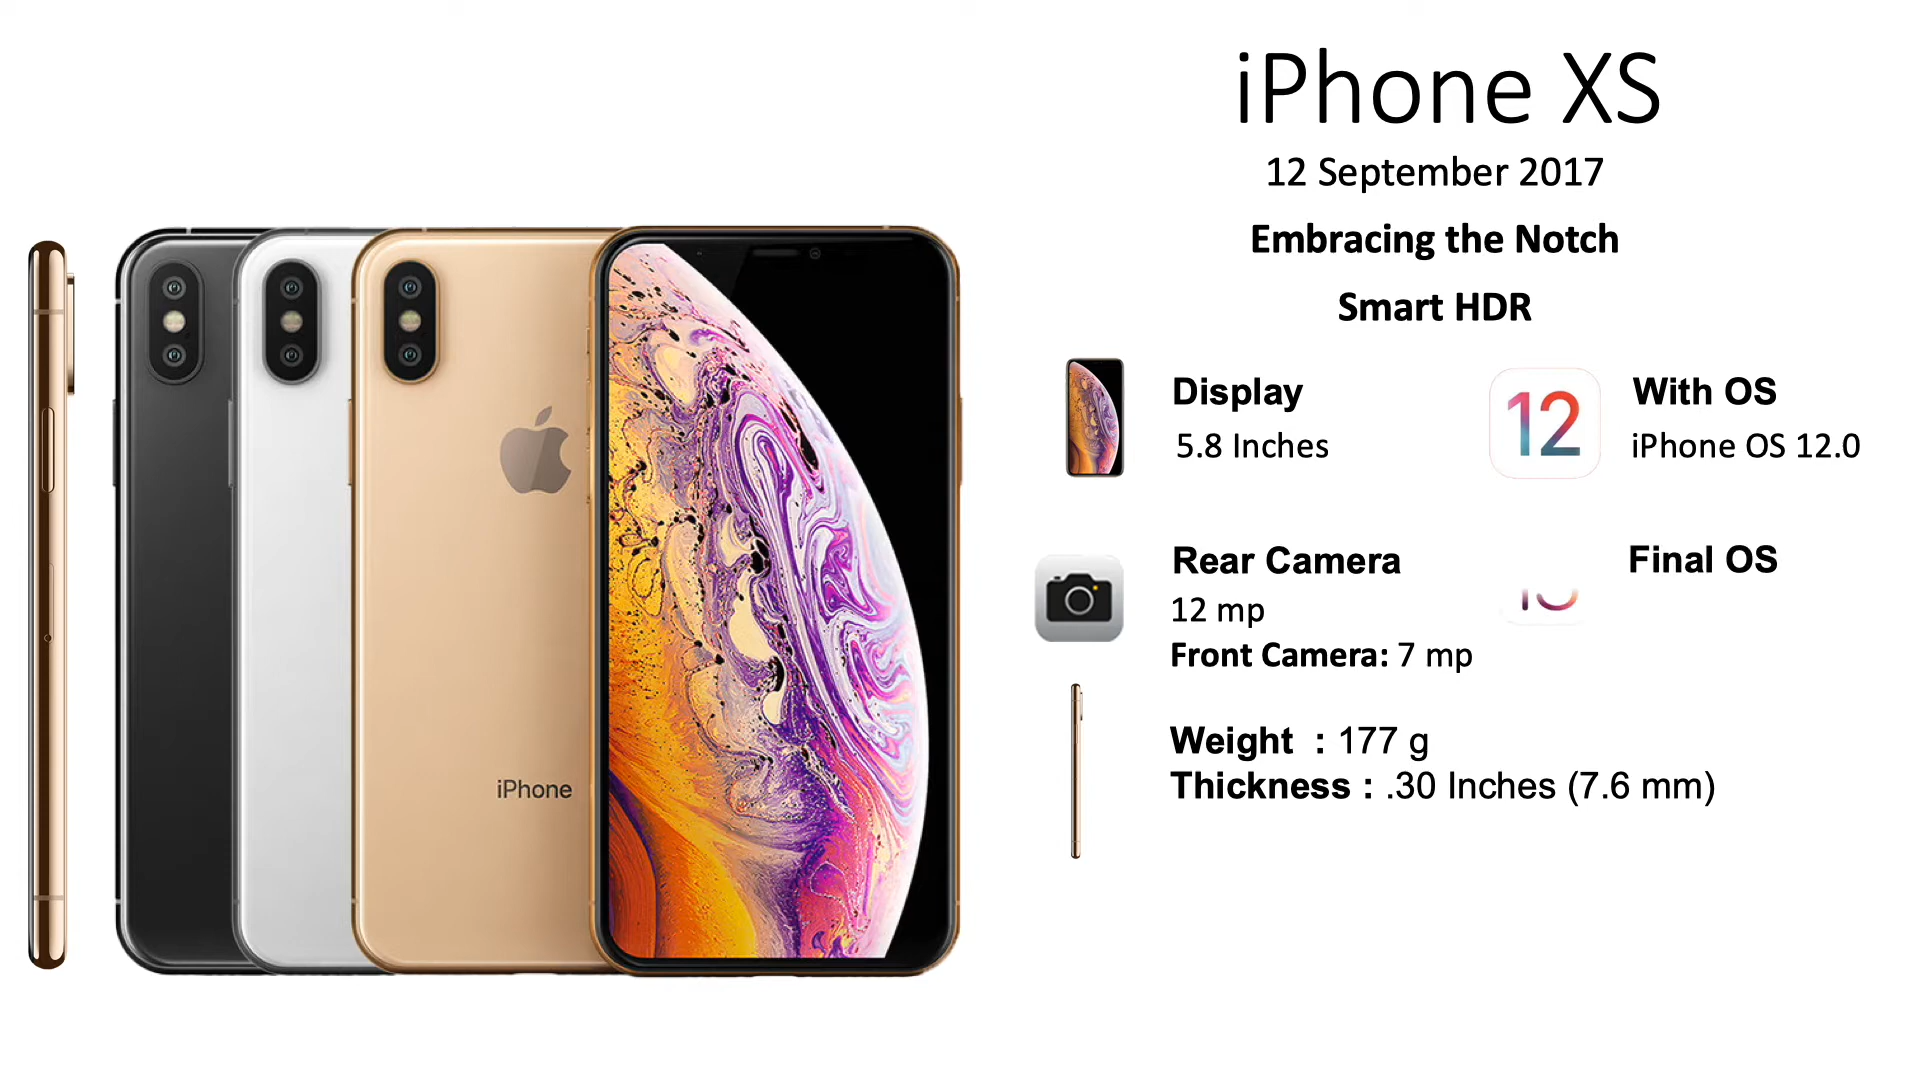 iPhone XS
12 September 2017
Embracing the Notch
Smart HDR
Display
5.8 Inches
12
With OS
iPhone OS 12.0
Rear Camera
12 mp
Front Camera: 7 mp
Final OS
Weight : 177 g
Thickness : .30 Inches (7.6 mm)
iPhone